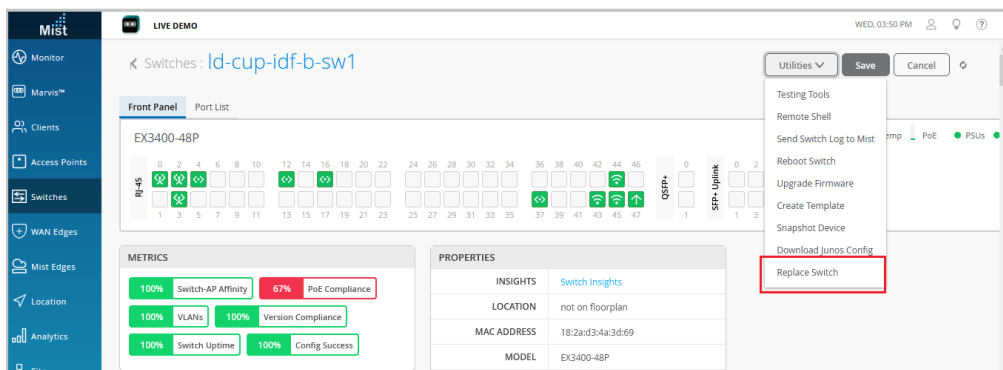 Mist
LIVE DEMO
WED, 03:50 PM
Monitor
Marvis™
Clients
Access Points
Switches
WAN Edges
Mist Edges
Location
Analytics
Switches : ld-cup-idf-b-sw1
Utilities
Save
Cancel
Testing Tools
Remote Shell
Send Switch Log to Mist
Reboot Switch
Upgrade Firmware
Create Template
Snapshot Device
Download Junos Config
Replace Switch
Front Panel Port List
EX3400-48P
emp PoE PSUs
0 2 4 6 8 10 12 14 16 18 20 22 24 26 28 30 32 34 36 38 40 42 44 46 0 0 2
RJ-45
QSFP+
SFP+ Uplink
1 3 5 7 9 11 13 15 17 19 21 23 25 27 29 31 33 35 37 39 41 43 45 47 1 1 3
METRICS
100% Switch-AP Affinity 67% PoE Compliance
100% VLANs 100% Version Compliance
100% Switch Uptime 100% Config Success
PROPERTIES
INSIGHTS Switch Insights
LOCATION not on floorplan
MAC ADDRESS 18:2a:d3:4a:3d:69
MODEL EX3400-48P